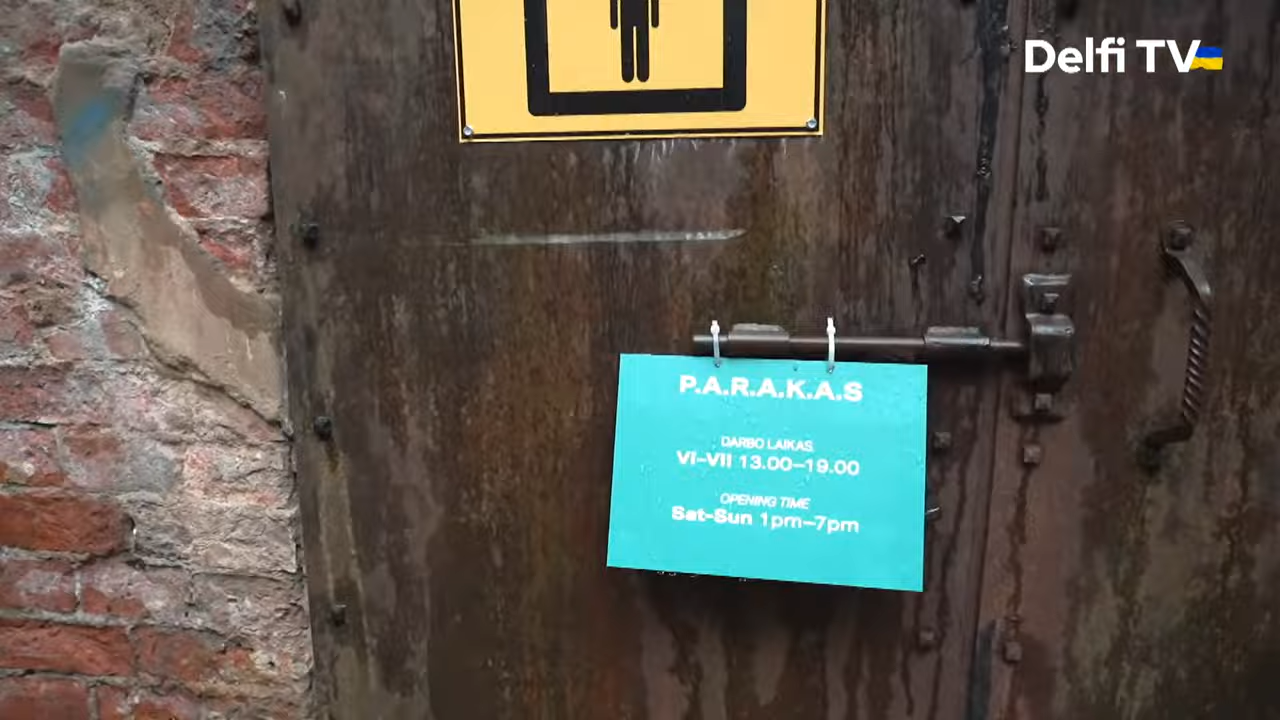 Delfi TV
P.A.R.A.K.A.S
DARBO LAIKAS
VI–VII 13.00–19.00
OPENING TIME
Sat-Sun 1pm–7pm